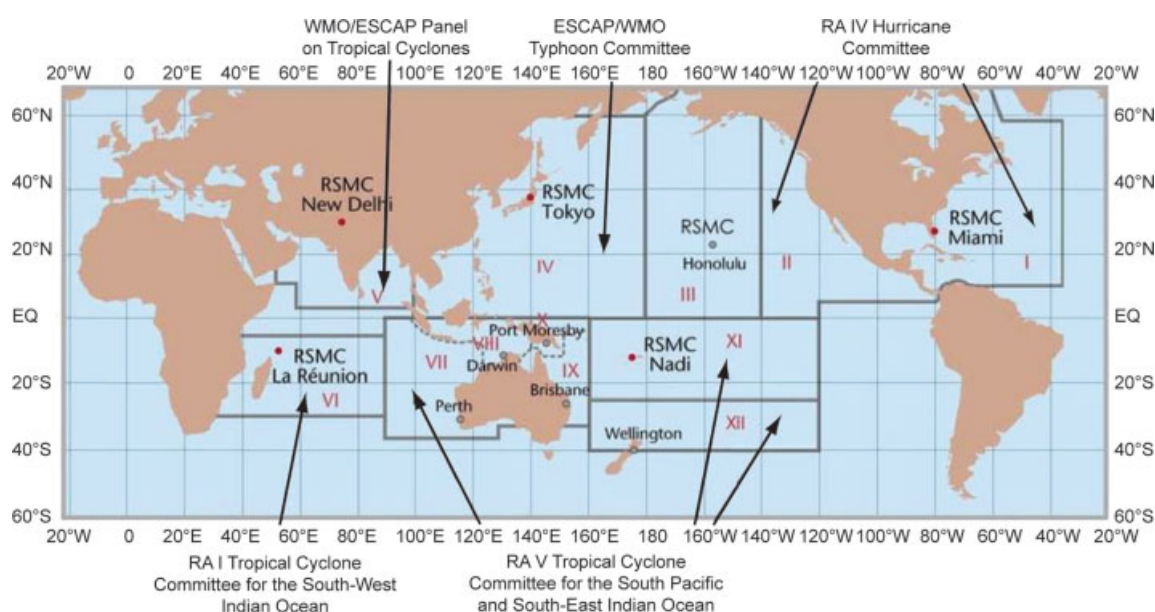 WMO/ESCAP Panel
on Tropical Cyclones
ESCAP/WMO
Typhoon Committee
RA IV Hurricane
Committee
20°W 0 20°E 40°E 60°E 80°E 100°E 120°E 140°E 160°E 180 160°W 140°W 120°W 100°W 80°W 60°W 40°W 20°W
60°N 60°N
40°N 40°N
RSMC
New Delhi
RSMC
Tokyo
RSMC
Honolulu
RSMC
Miami
20°N 20°N
IV II I
V III
EQ EQ
X
Port Moresby
VIII
Darwin
VII
IX
RSMC
La Réunion
VI
RSMC
Nadi
XI
20°S 20°S
Perth
Brisbane
Wellington
XII
40°S 40°S
60°S 60°S
20°W 0 20°E 40°E 60°E 80°E 100°E 120°E 140°E 160°E 180 160°W 140°W 120°W 100°W 80°W 60°W 40°W 20°W
RA I Tropical Cyclone
Committee for the South-West
Indian Ocean
RA V Tropical Cyclone
Committee for the South Pacific
and South-East Indian Ocean